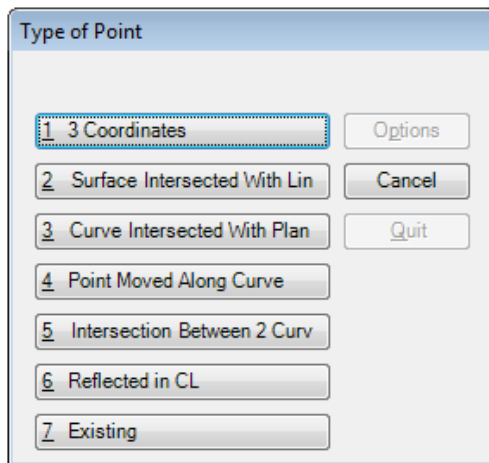 Type of Point
1 3 Coordinates
Options
2 Surface Intersected With Lin
Cancel
3 Curve Intersected With Plan
Quit
4 Point Moved Along Curve
5 Intersection Between 2 Curv
6 Reflected in CL
7 Existing